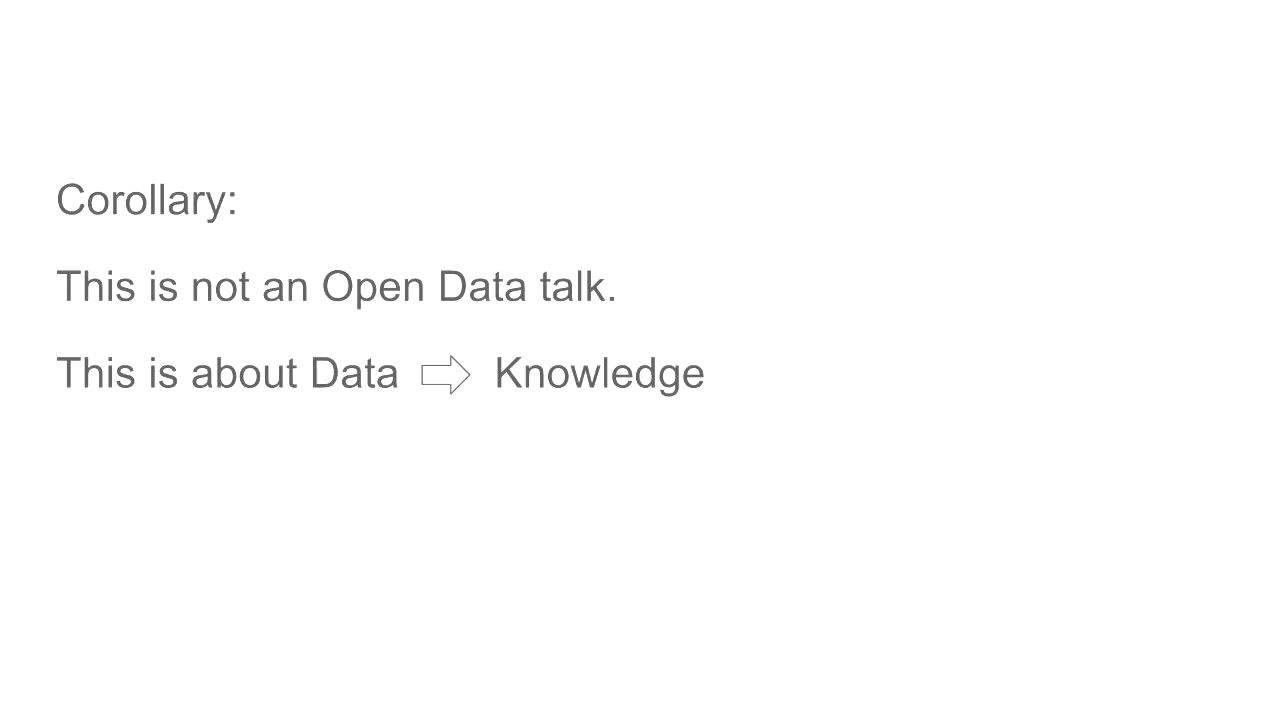 Corollary:
This is not an Open Data talk.
This is about Data ⇨ Knowledge